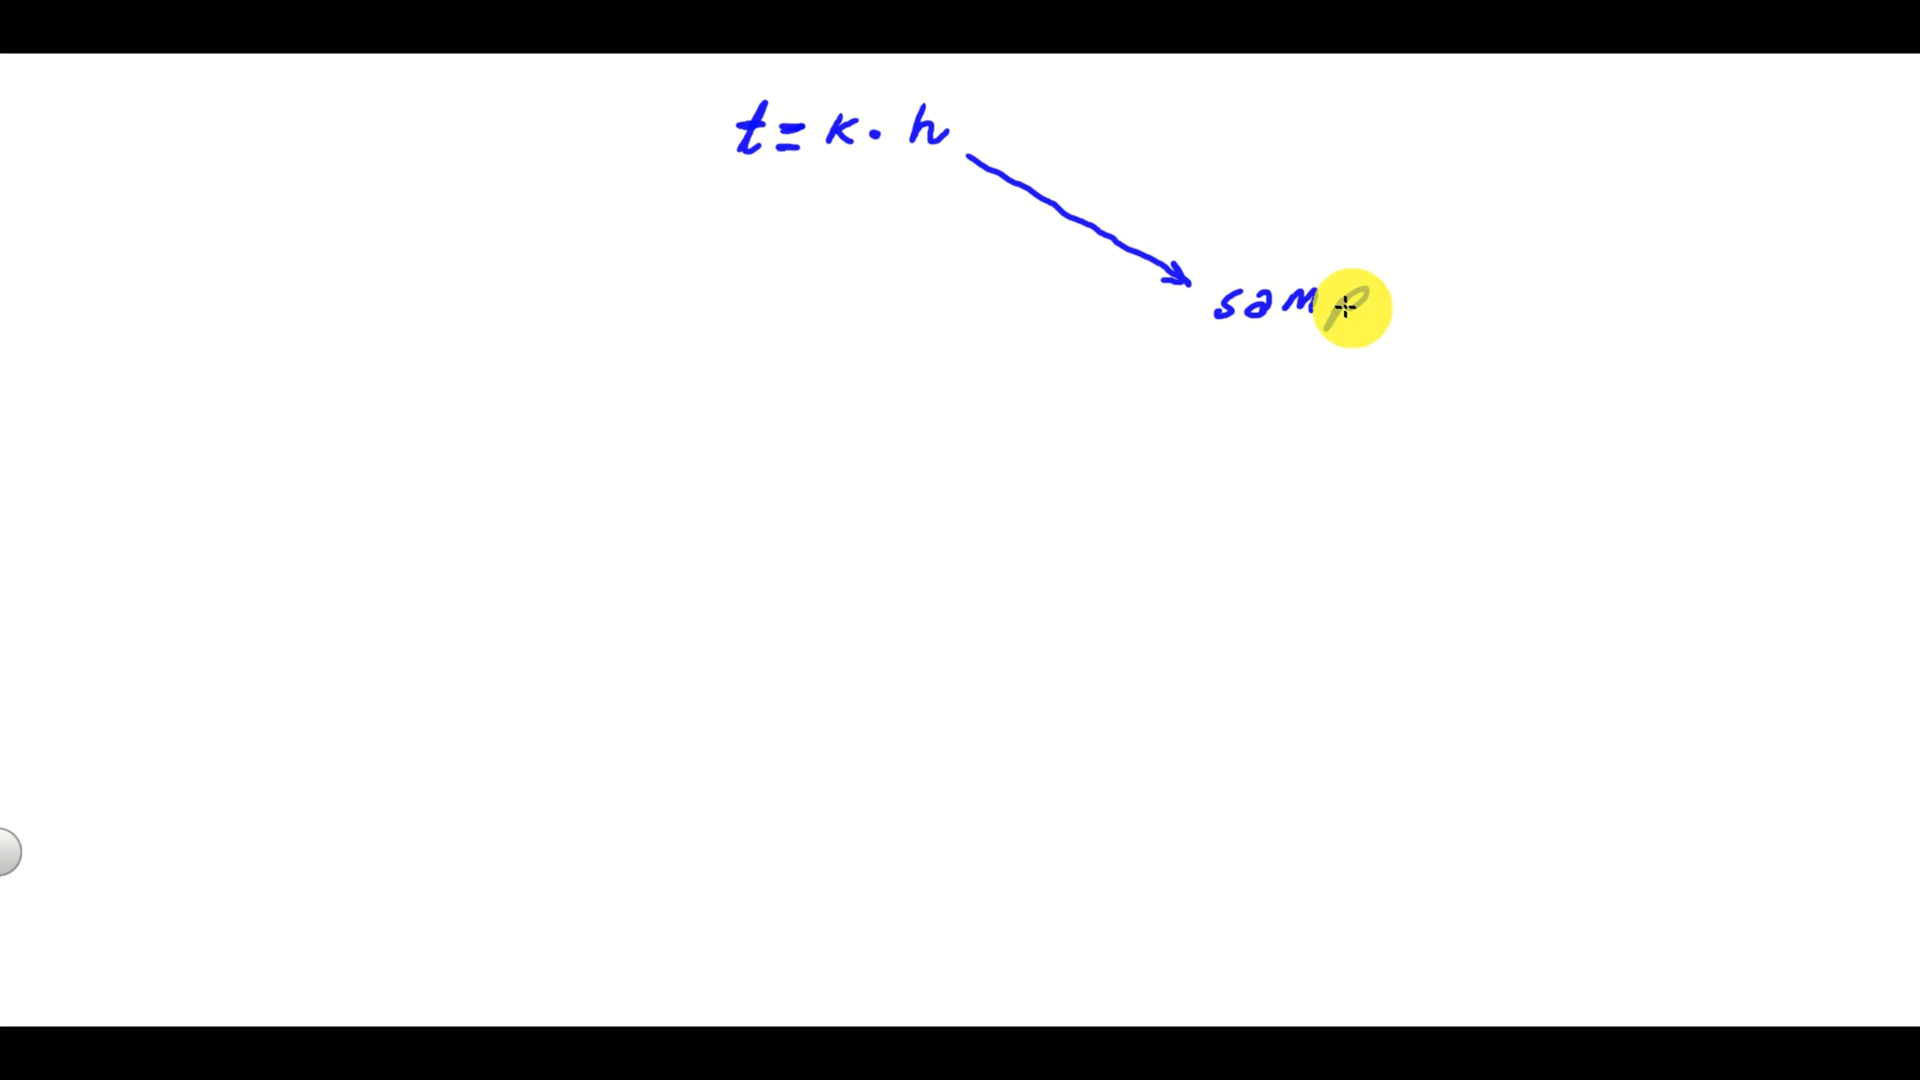 t = k · h
samp